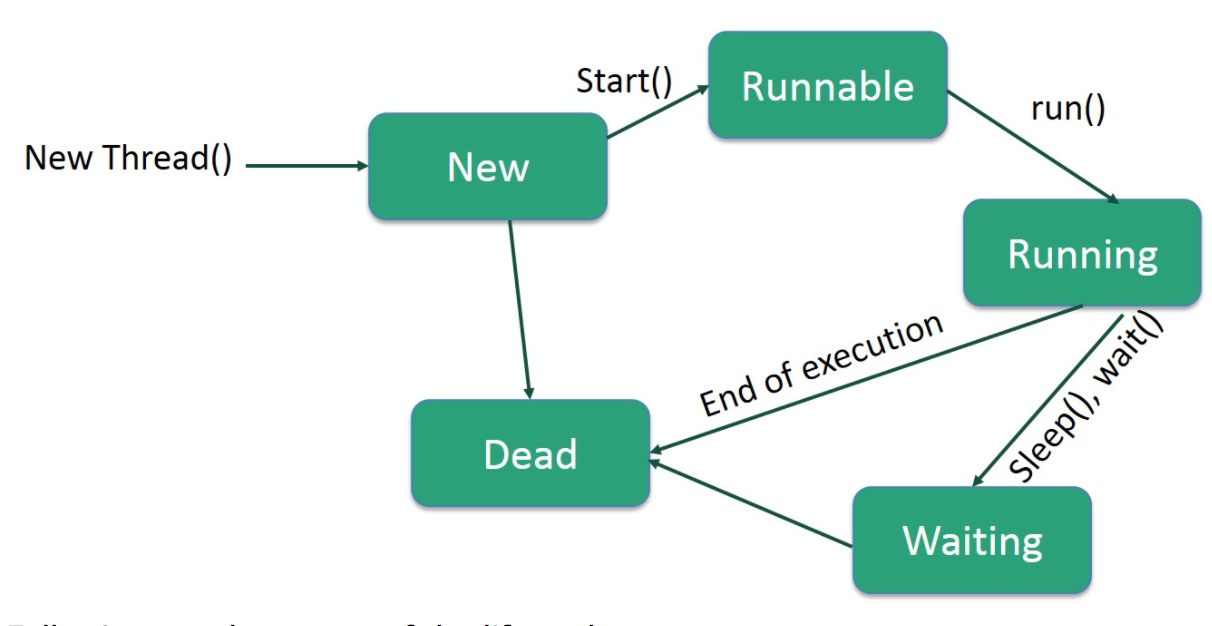 Start()
Runnable
run()
New Thread()
New
Running
End of execution
Sleep(), wait()
Dead
Waiting